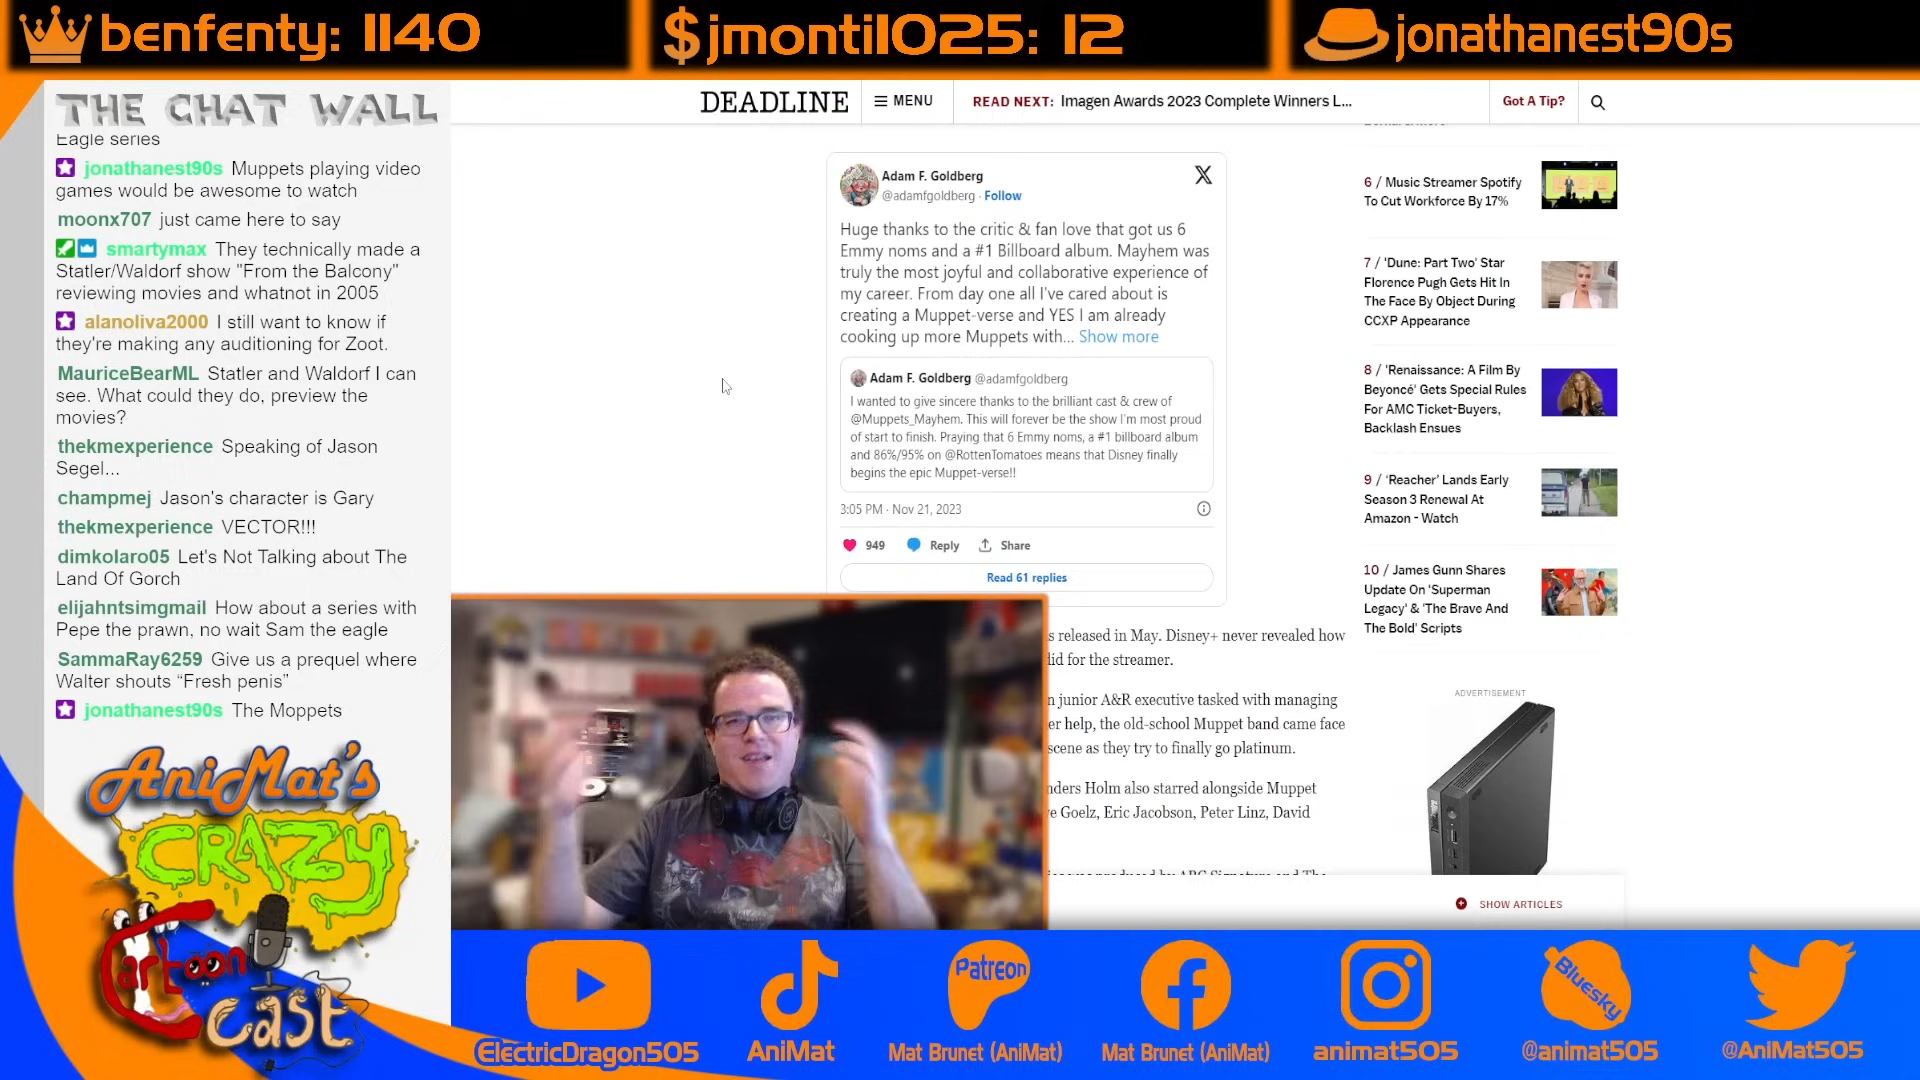 benfenty: 1140
$jmonti1025: 12
jonathanest90s
THE CHAT WALL
Eagle series
jonathanest90s Muppets playing video
games would be awesome to watch
moonx707 just came here to say
smartymax They technically made a
Statler/Waldorf show "From the Balcony"
reviewing movies and whatnot in 2005
alanoliva2000 I still want to know if
they're making any auditioning for Zoot.
MauriceBearML Statler and Waldorf I can
see. What could they do, preview the
movies?
thekmexperience Speaking of Jason
Segel...
champmej Jason's character is Gary
thekmexperience VECTOR!!!
dimkolaro05 Let's Not Talking about The
Land Of Gorch
elijahntsimgmail How about a series with
Pepe the prawn, no wait Sam the eagle
SammaRay6259 Give us a prequel where
Walter shouts “Fresh penis”
jonathanest90s The Moppets
AniMat's
CRAZY
Cartoon
Cast
DEADLINE
MENU
READ NEXT: Imagen Awards 2023 Complete Winners L...
Got A Tip?
Adam F. Goldberg
@adamfgoldberg · Follow
Huge thanks to the critic & fan love that got us 6
Emmy noms and a #1 Billboard album. Mayhem was
truly the most joyful and collaborative experience of
my career. From day one all I've cared about is
creating a Muppet-verse and YES I am already
cooking up more Muppets with... Show more
Adam F. Goldberg @adamfgoldberg
I wanted to give sincere thanks to the brilliant cast & crew of
@Muppets_Mayhem. This will forever be the show I'm most proud
of start to finish. Praying that 6 Emmy noms, a #1 billboard album
and 86%/95% on @RottenTomatoes means that Disney finally
begins the epic Muppet-verse!!
3:05 PM · Nov 21, 2023
949 Reply Share
Read 61 replies
s released in May. Disney+ never revealed how
did for the streamer.
n junior A&R executive tasked with managing
er help, the old-school Muppet band came face
scene as they try to finally go platinum.
nders Holm also starred alongside Muppet
e Goelz, Eric Jacobson, Peter Linz, David
6 / Music Streamer Spotify
To Cut Workforce By 17%
7 / 'Dune: Part Two' Star
Florence Pugh Gets Hit In
The Face By Object During
CCXP Appearance
8 / 'Renaissance: A Film By
Beyoncé' Gets Special Rules
For AMC Ticket-Buyers,
Backlash Ensues
9 / 'Reacher' Lands Early
Season 3 Renewal At
Amazon - Watch
10 / James Gunn Shares
Update On 'Superman
Legacy' & 'The Brave And
The Bold' Scripts
ADVERTISEMENT
SHOW ARTICLES
Patreon
Bluesky
ElectricDragon505
AniMat
Mat Brunet (AniMat)
Mat Brunet (AniMat)
animat505
@animat505
@AniMat505